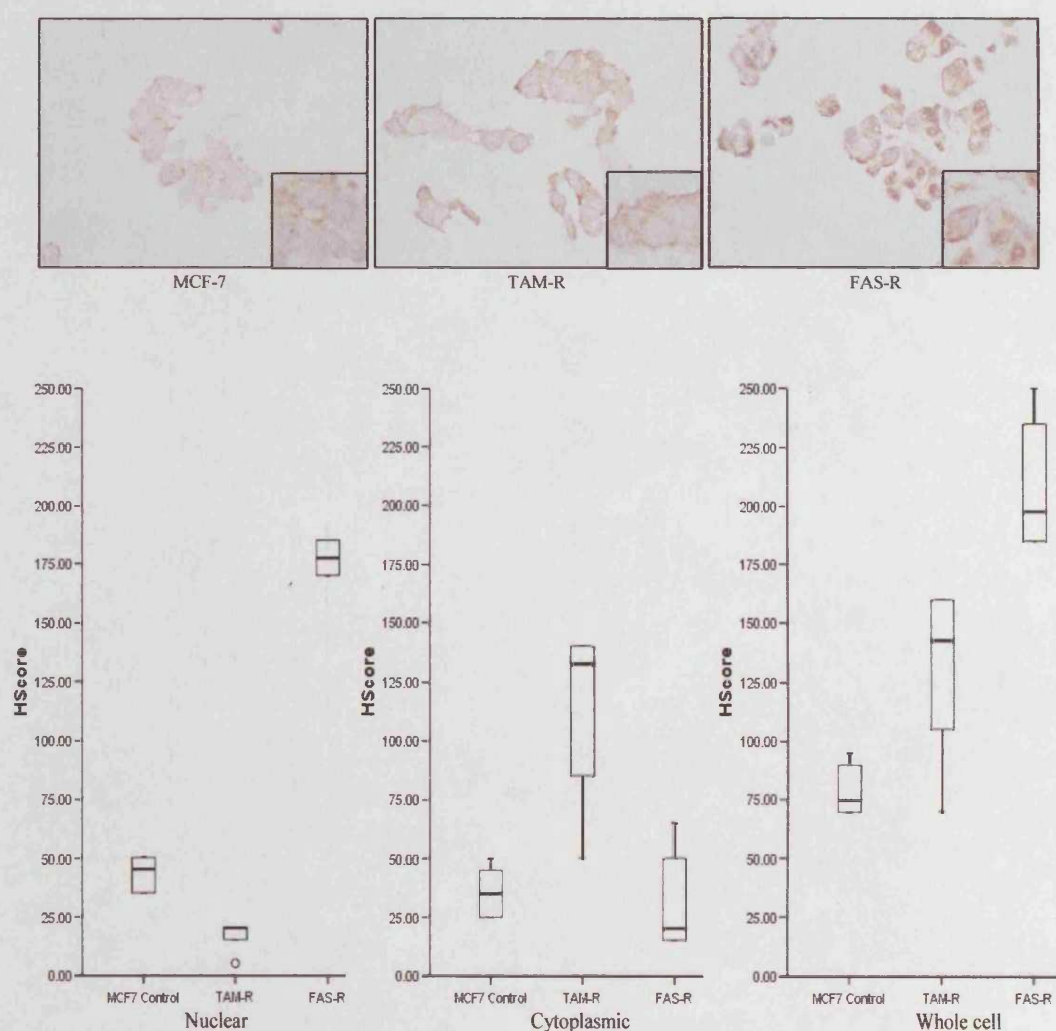 MCF-7
TAM-R
FAS-R
250.00
225.00
200.00
175.00
150.00
125.00
100.00
75.00
50.00
25.00
0.00
HScore
MCF7 Control
TAM-R
FAS-R
Nuclear
250.00
225.00
200.00
175.00
150.00
125.00
100.00
75.00
50.00
25.00
0.00
HScore
MCF7 Control
TAM-R
FAS-R
Cytoplasmic
250.00
225.00
200.00
175.00
150.00
125.00
100.00
75.00
50.00
25.00
0.00
HScore
MCF7 Control
TAM-R
FAS-R
Whole cell